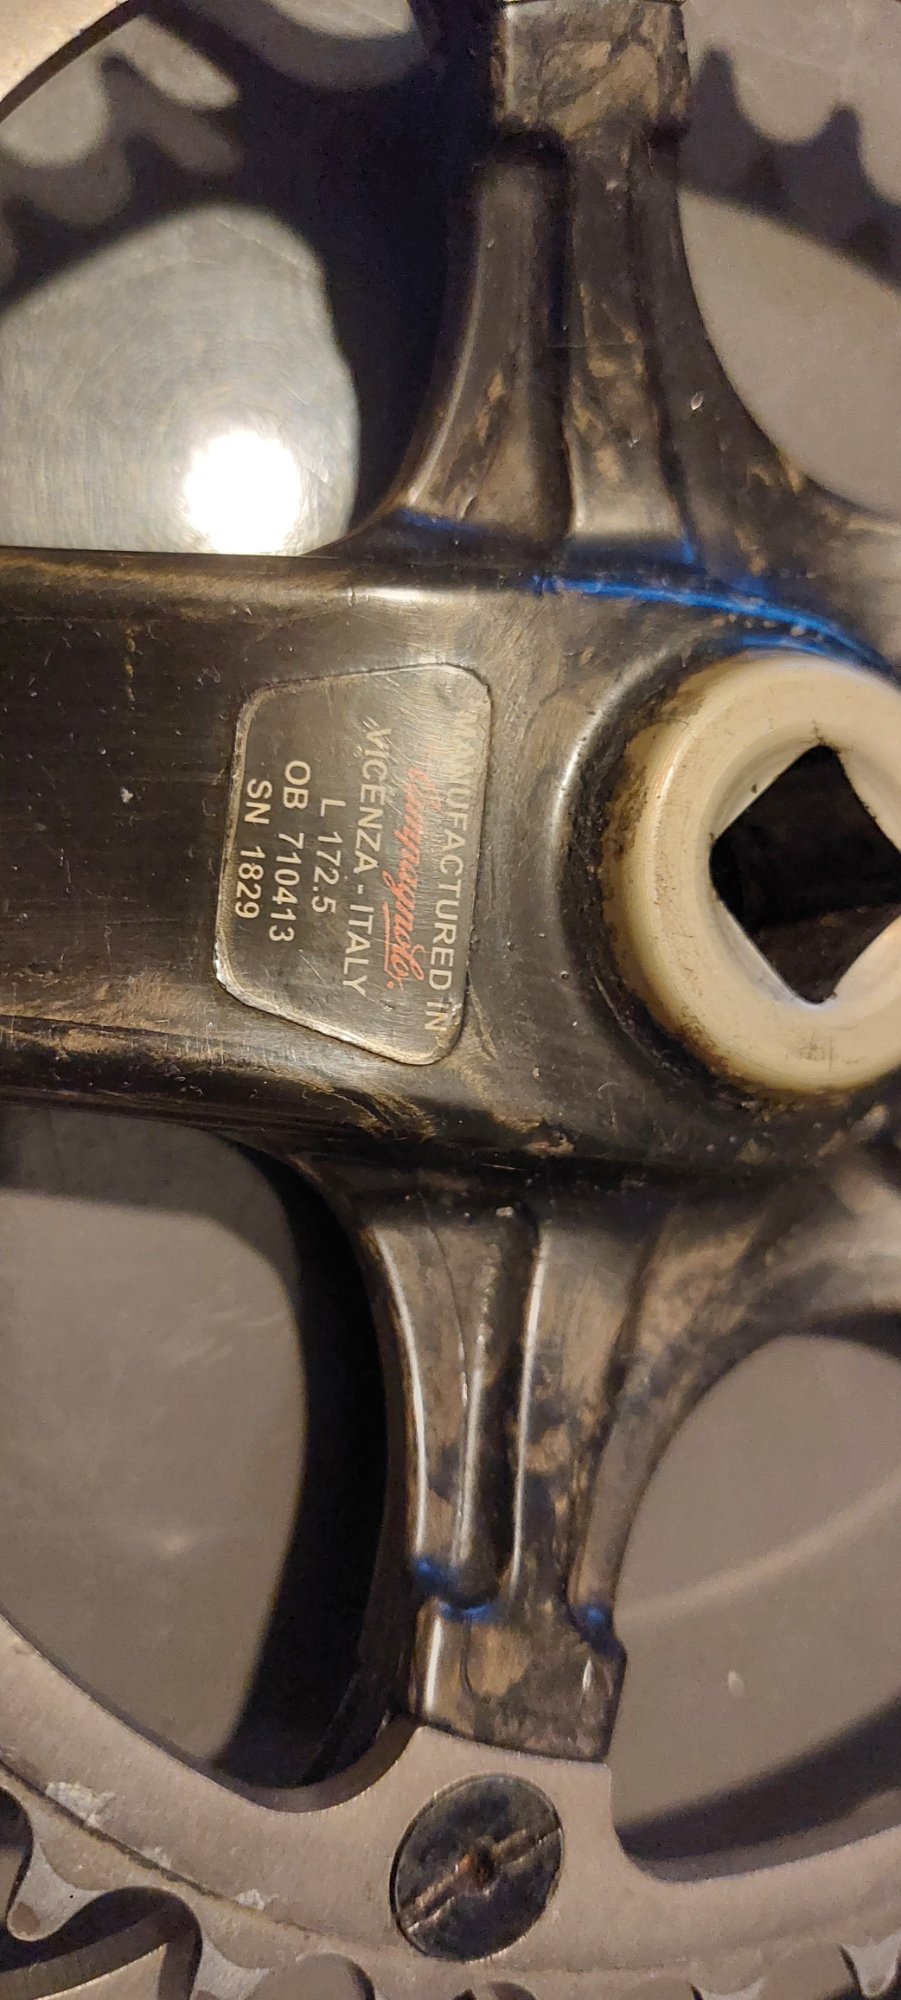 MANUFACTURED IN
campagnolo.
VICENZA - ITALY
L 172.5
OB 710413
SN 1829